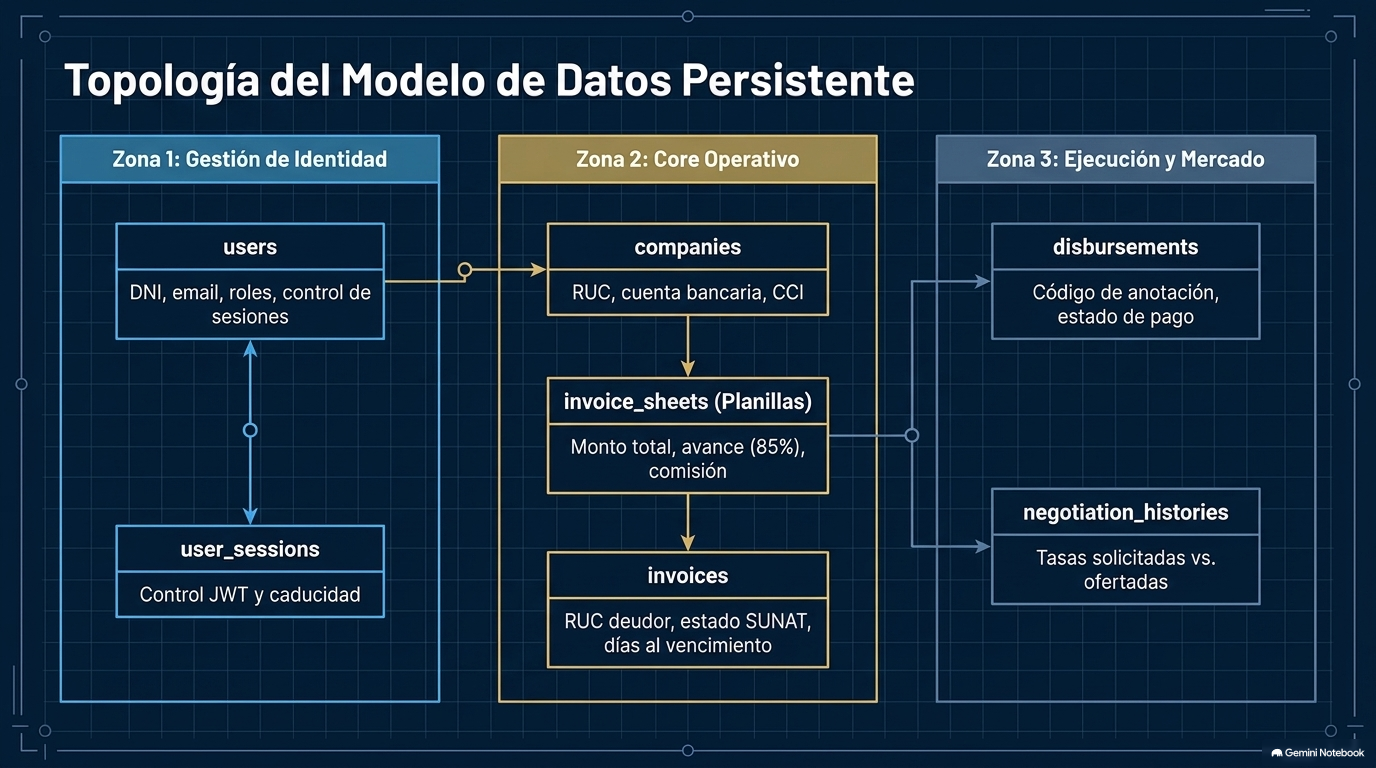 Topología del Modelo de Datos Persistente
Zona 1: Gestión de Identidad
users
DNI, email, roles, control de
sesiones
user_sessions
Control JWT y caducidad
Zona 2: Core Operativo
companies
RUC, cuenta bancaria, CCI
invoice_sheets (Planillas)
Monto total, avance (85%),
comisión
invoices
RUC deudor, estado SUNAT,
días al vencimiento
Zona 3: Ejecución y Mercado
disbursements
Código de anotación,
estado de pago
negotiation_histories
Tasas solicitadas vs.
ofertadas
Gemini Notebook